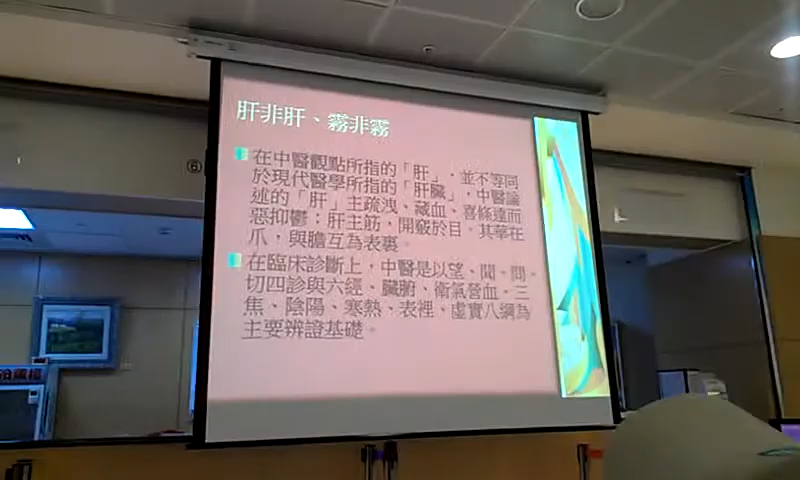 肝非肝、霧非霧
在中醫觀點所指的「肝」，並不等同
於現代醫學所指的「肝臟」，中醫論
述的「肝」主疏洩、藏血、喜條達而
惡抑鬱；肝主筋，開竅於目。其華在
爪，與膽互為表裏。
在臨床診斷上，中醫是以望、聞、問、
切四診與六經、臟腑、衛氣營血、三
焦、陰陽、寒熱、表裡、虛實八綱為
主要辨證基礎。
⑥